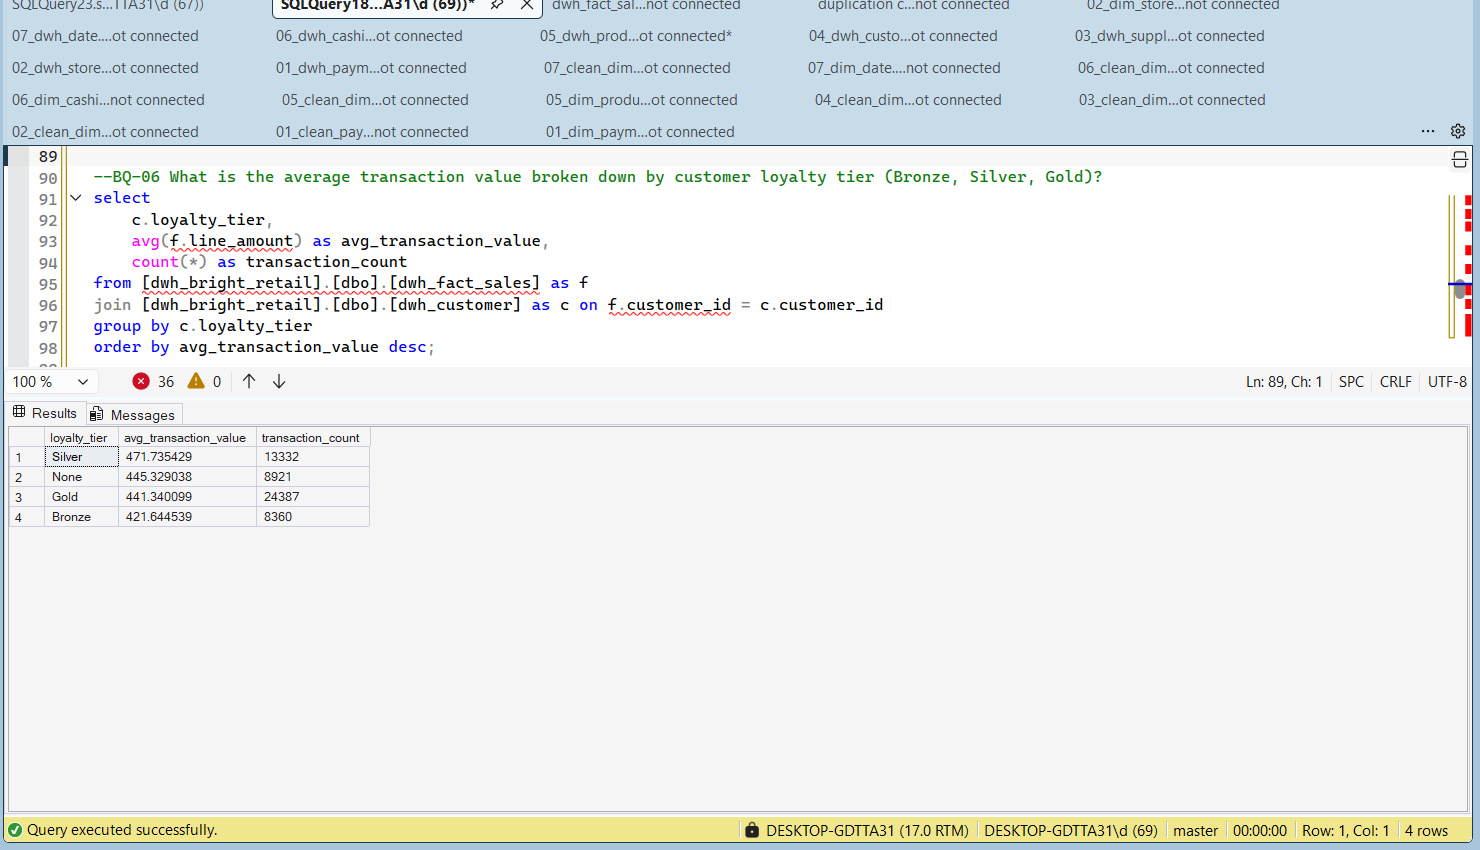 SQLQuery23.s...TTA31\d (67)) SQLQuery18...A31\d (69))* dwh_fact_sal...not connected duplication c...not connected 02_dim_store...not connected
07_dwh_date....ot connected 06_dwh_cashi...ot connected 05_dwh_prod...ot connected* 04_dwh_custo...ot connected 03_dwh_suppl...ot connected
02_dwh_store...ot connected 01_dwh_paym...ot connected 07_clean_dim...ot connected 07_dim_date....not connected 06_clean_dim...ot connected
06_dim_cashi...not connected 05_clean_dim...ot connected 05_dim_produ...ot connected 04_clean_dim...ot connected 03_clean_dim...ot connected
02_clean_dim...ot connected 01_clean_pay...not connected 01_dim_paym...ot connected
89
90 --BQ-06 What is the average transaction value broken down by customer loyalty tier (Bronze, Silver, Gold)?
91 select
92 c.loyalty_tier,
93 avg(f.line_amount) as avg_transaction_value,
94 count(*) as transaction_count
95 from [dwh_bright_retail].[dbo].[dwh_fact_sales] as f
96 join [dwh_bright_retail].[dbo].[dwh_customer] as c on f.customer_id = c.customer_id
97 group by c.loyalty_tier
98 order by avg_transaction_value desc;
100 % 36 0 Ln: 89, Ch: 1 SPC CRLF UTF-8
Results Messages
loyalty_tier avg_transaction_value transaction_count
1 Silver 471.735429 13332
2 None 445.329038 8921
3 Gold 441.340099 24387
4 Bronze 421.644539 8360
Query executed successfully. DESKTOP-GDTTA31 (17.0 RTM) DESKTOP-GDTTA31\d (69) master 00:00:00 Row: 1, Col: 1 4 rows